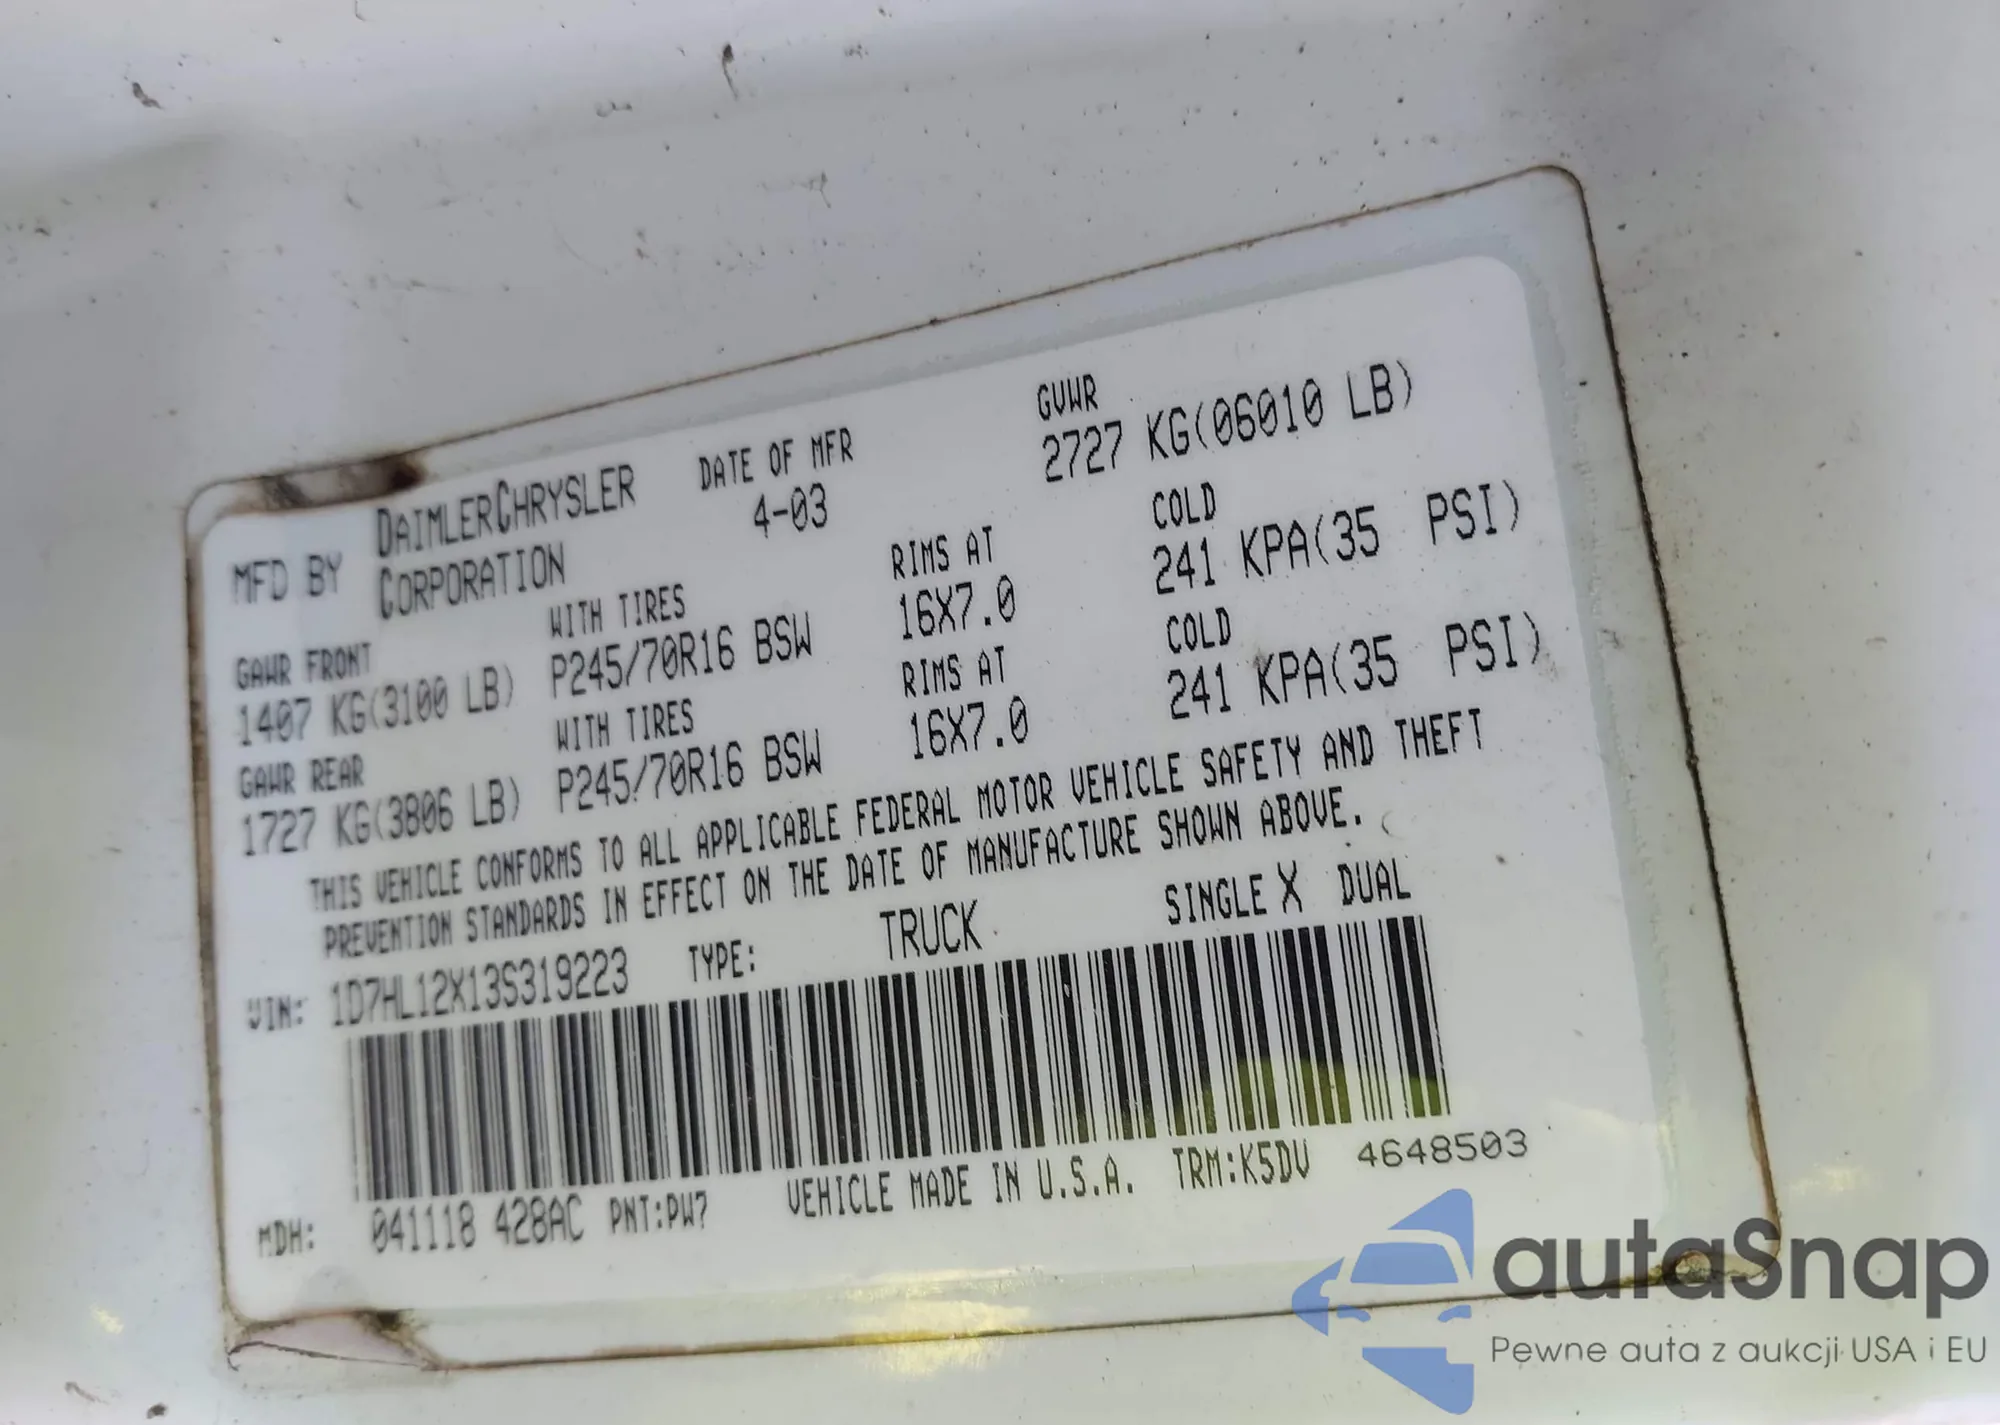 MFD BY DAIMLERCHRYSLER CORPORATION
DATE OF MFR 4-03
GVWR 2727 KG(06010 LB)
GAWR FRONT WITH TIRES RIMS AT COLD
1407 KG(3100 LB) P245/70R16 BSW 16X7.0 241 KPA(35 PSI)
GAWR REAR WITH TIRES RIMS AT COLD
1727 KG(3806 LB) P245/70R16 BSW 16X7.0 241 KPA(35 PSI)
THIS VEHICLE CONFORMS TO ALL APPLICABLE FEDERAL MOTOR VEHICLE SAFETY AND THEFT
PREVENTION STANDARDS IN EFFECT ON THE DATE OF MANUFACTURE SHOWN ABOVE.
VIN: 1D7HL12X13S319223 TYPE: TRUCK SINGLE X DUAL
MDH: 041118 428AC PNT:PW7 VEHICLE MADE IN U.S.A. TRM:K5DV 4648503
autaSnap
Pewne auta z aukcji USA i EU